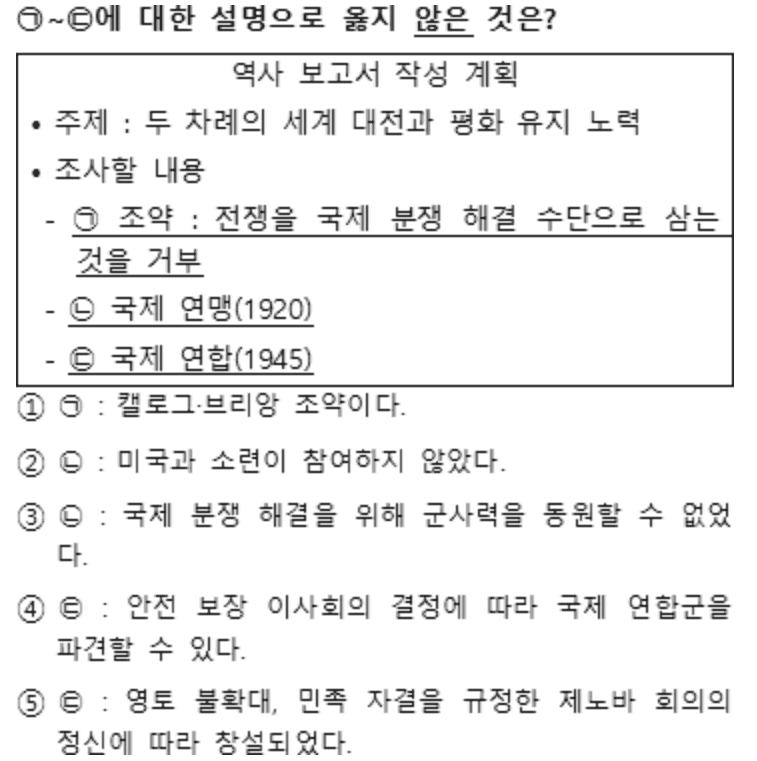 ㉠~㉢에 대한 설명으로 옳지 않은 것은?
역사 보고서 작성 계획
• 주제 : 두 차례의 세계 대전과 평화 유지 노력
• 조사할 내용
- ㉠ 조약 : 전쟁을 국제 분쟁 해결 수단으로 삼는
것을 거부
- ㉡ 국제 연맹(1920)
- ㉢ 국제 연합(1945)
① ㉠ : 캘로그·브리앙 조약이다.
② ㉡ : 미국과 소련이 참여하지 않았다.
③ ㉡ : 국제 분쟁 해결을 위해 군사력을 동원할 수 없었
다.
④ ㉢ : 안전 보장 이사회의 결정에 따라 국제 연합군을
파견할 수 있다.
⑤ ㉢ : 영토 불확대, 민족 자결을 규정한 제노바 회의의
정신에 따라 창설되었다.